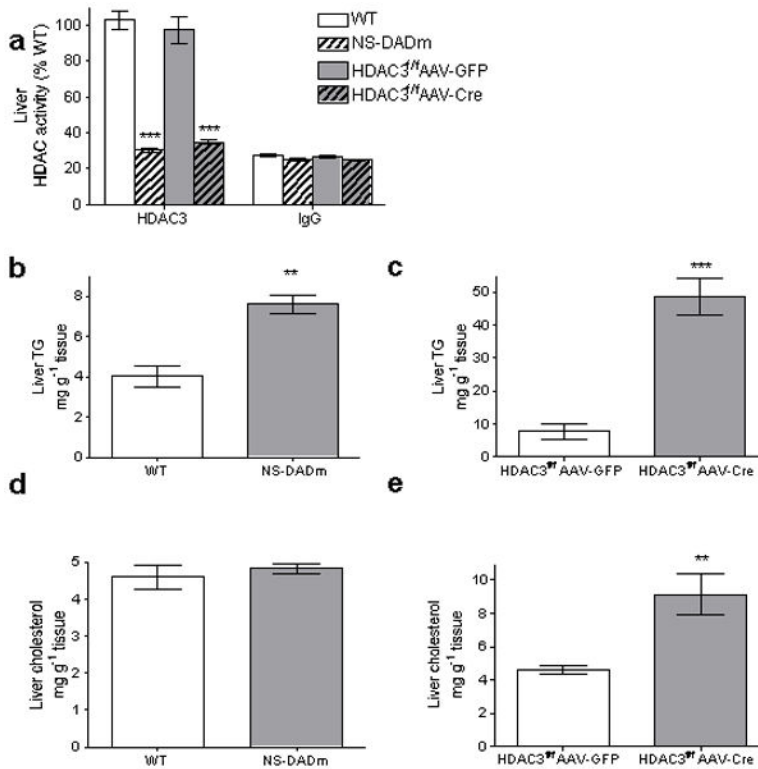 a
Liver
HDAC activity (% WT)
100
80
60
40
20
0
***
***
HDAC3
IgG
WT
NS-DADm
HDAC3f/f AAV-GFP
HDAC3f/f AAV-Cre
b
Liver TG
mg g-1 tissue
8
6
4
2
0
**
WT
NS-DADm
c
Liver TG
mg g-1 tissue
50
40
30
20
10
0
***
HDAC3f/f AAV-GFP
HDAC3f/f AAV-Cre
d
Liver cholesterol
mg g-1 tissue
5
4
3
2
1
0
WT
NS-DADm
e
Liver cholesterol
mg g-1 tissue
10
8
6
4
2
0
**
HDAC3f/f AAV-GFP
HDAC3f/f AAV-Cre